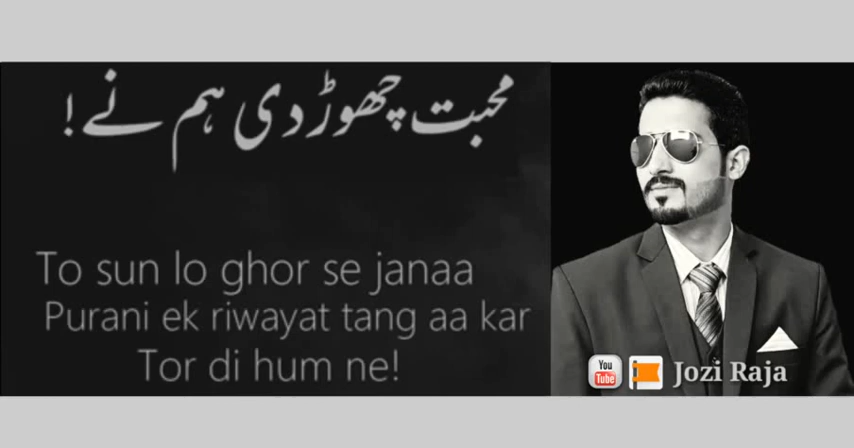 محبت چھوڑ دی ہم نے !
To sun lo ghor se janaa
Purani ek riwayat tang aa kar
Tor di hum ne!
You
Tube
Jozi Raja